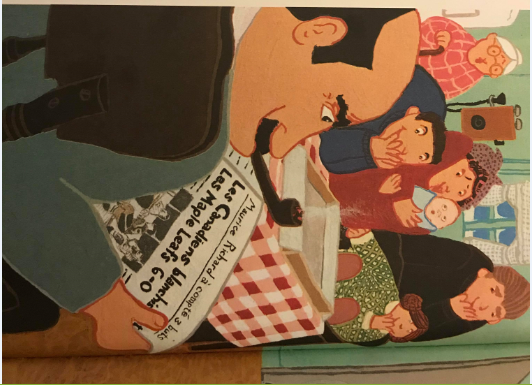 Maurice Richard à compté 3 buts
Les Canadiens
Les Maple Leafs 6-0